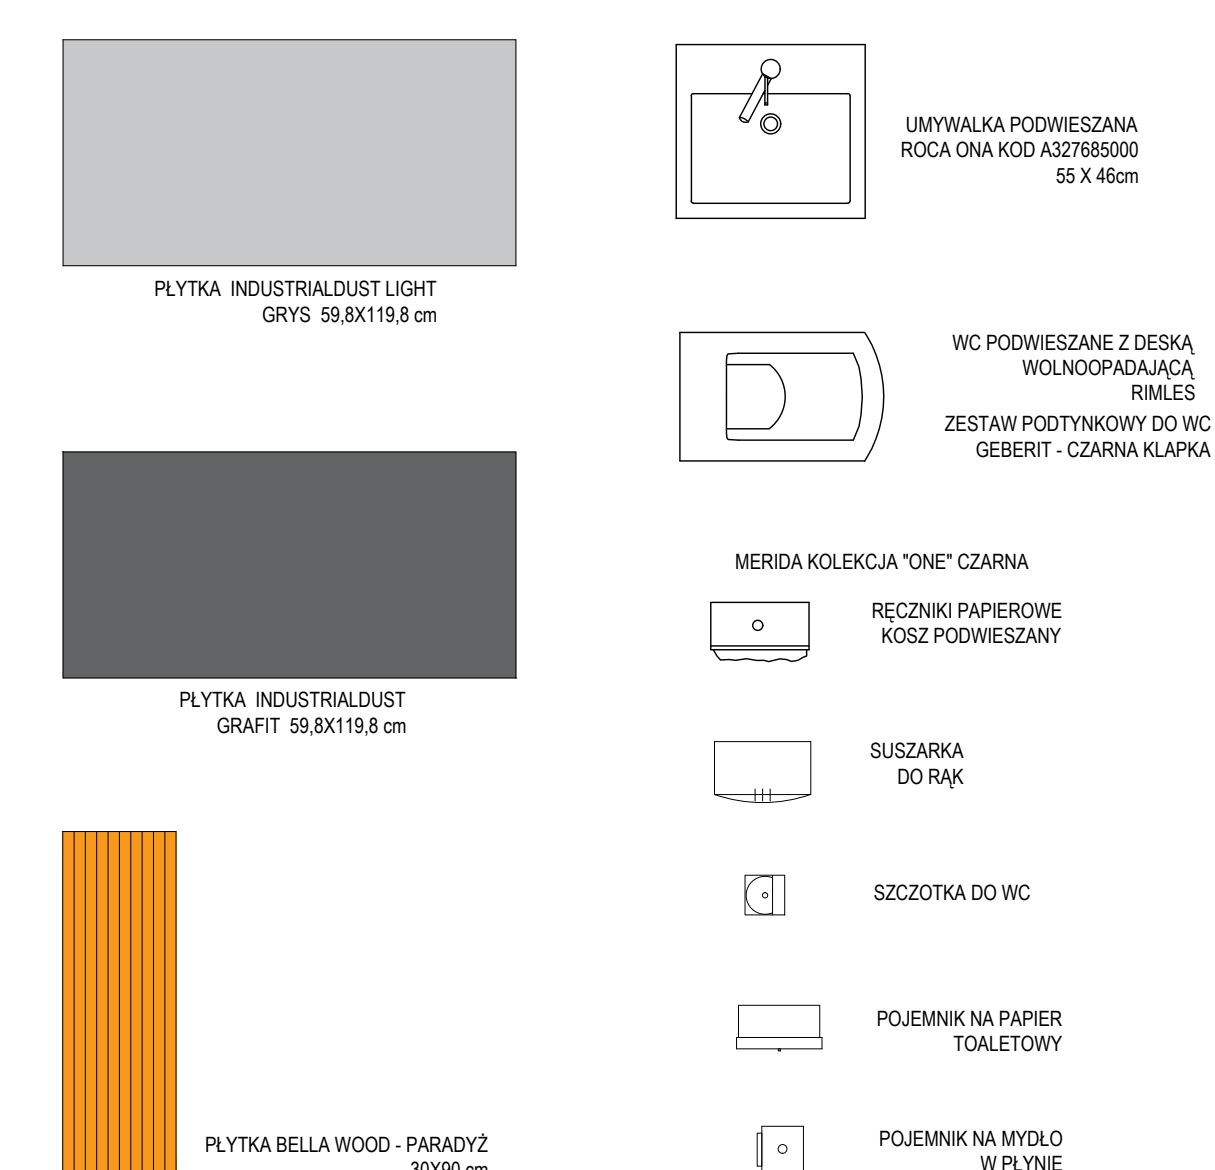 PŁYTKA INDUSTRIALDUST LIGHT
GRYS 59,8X119,8 cm
PŁYTKA INDUSTRIALDUST
GRAFIT 59,8X119,8 cm
PŁYTKA BELLA WOOD - PARADYŻ
30X90 cm
UMYWALKA PODWIESZANA
ROCA ONA KOD A327685000
55 X 46cm
WC PODWIESZANE Z DESKĄ
WOLNOOPADAJĄCĄ
RIMLES
ZESTAW PODTYNKOWY DO WC
GEBERIT - CZARNA KLAPKA
MERIDA KOLEKCJA "ONE" CZARNA
RĘCZNIKI PAPIEROWE
KOSZ PODWIESZANY
SUSZARKA
DO RĄK
SZCZOTKA DO WC
POJEMNIK NA PAPIER
TOALETOWY
POJEMNIK NA MYDŁO
W PŁYNIE